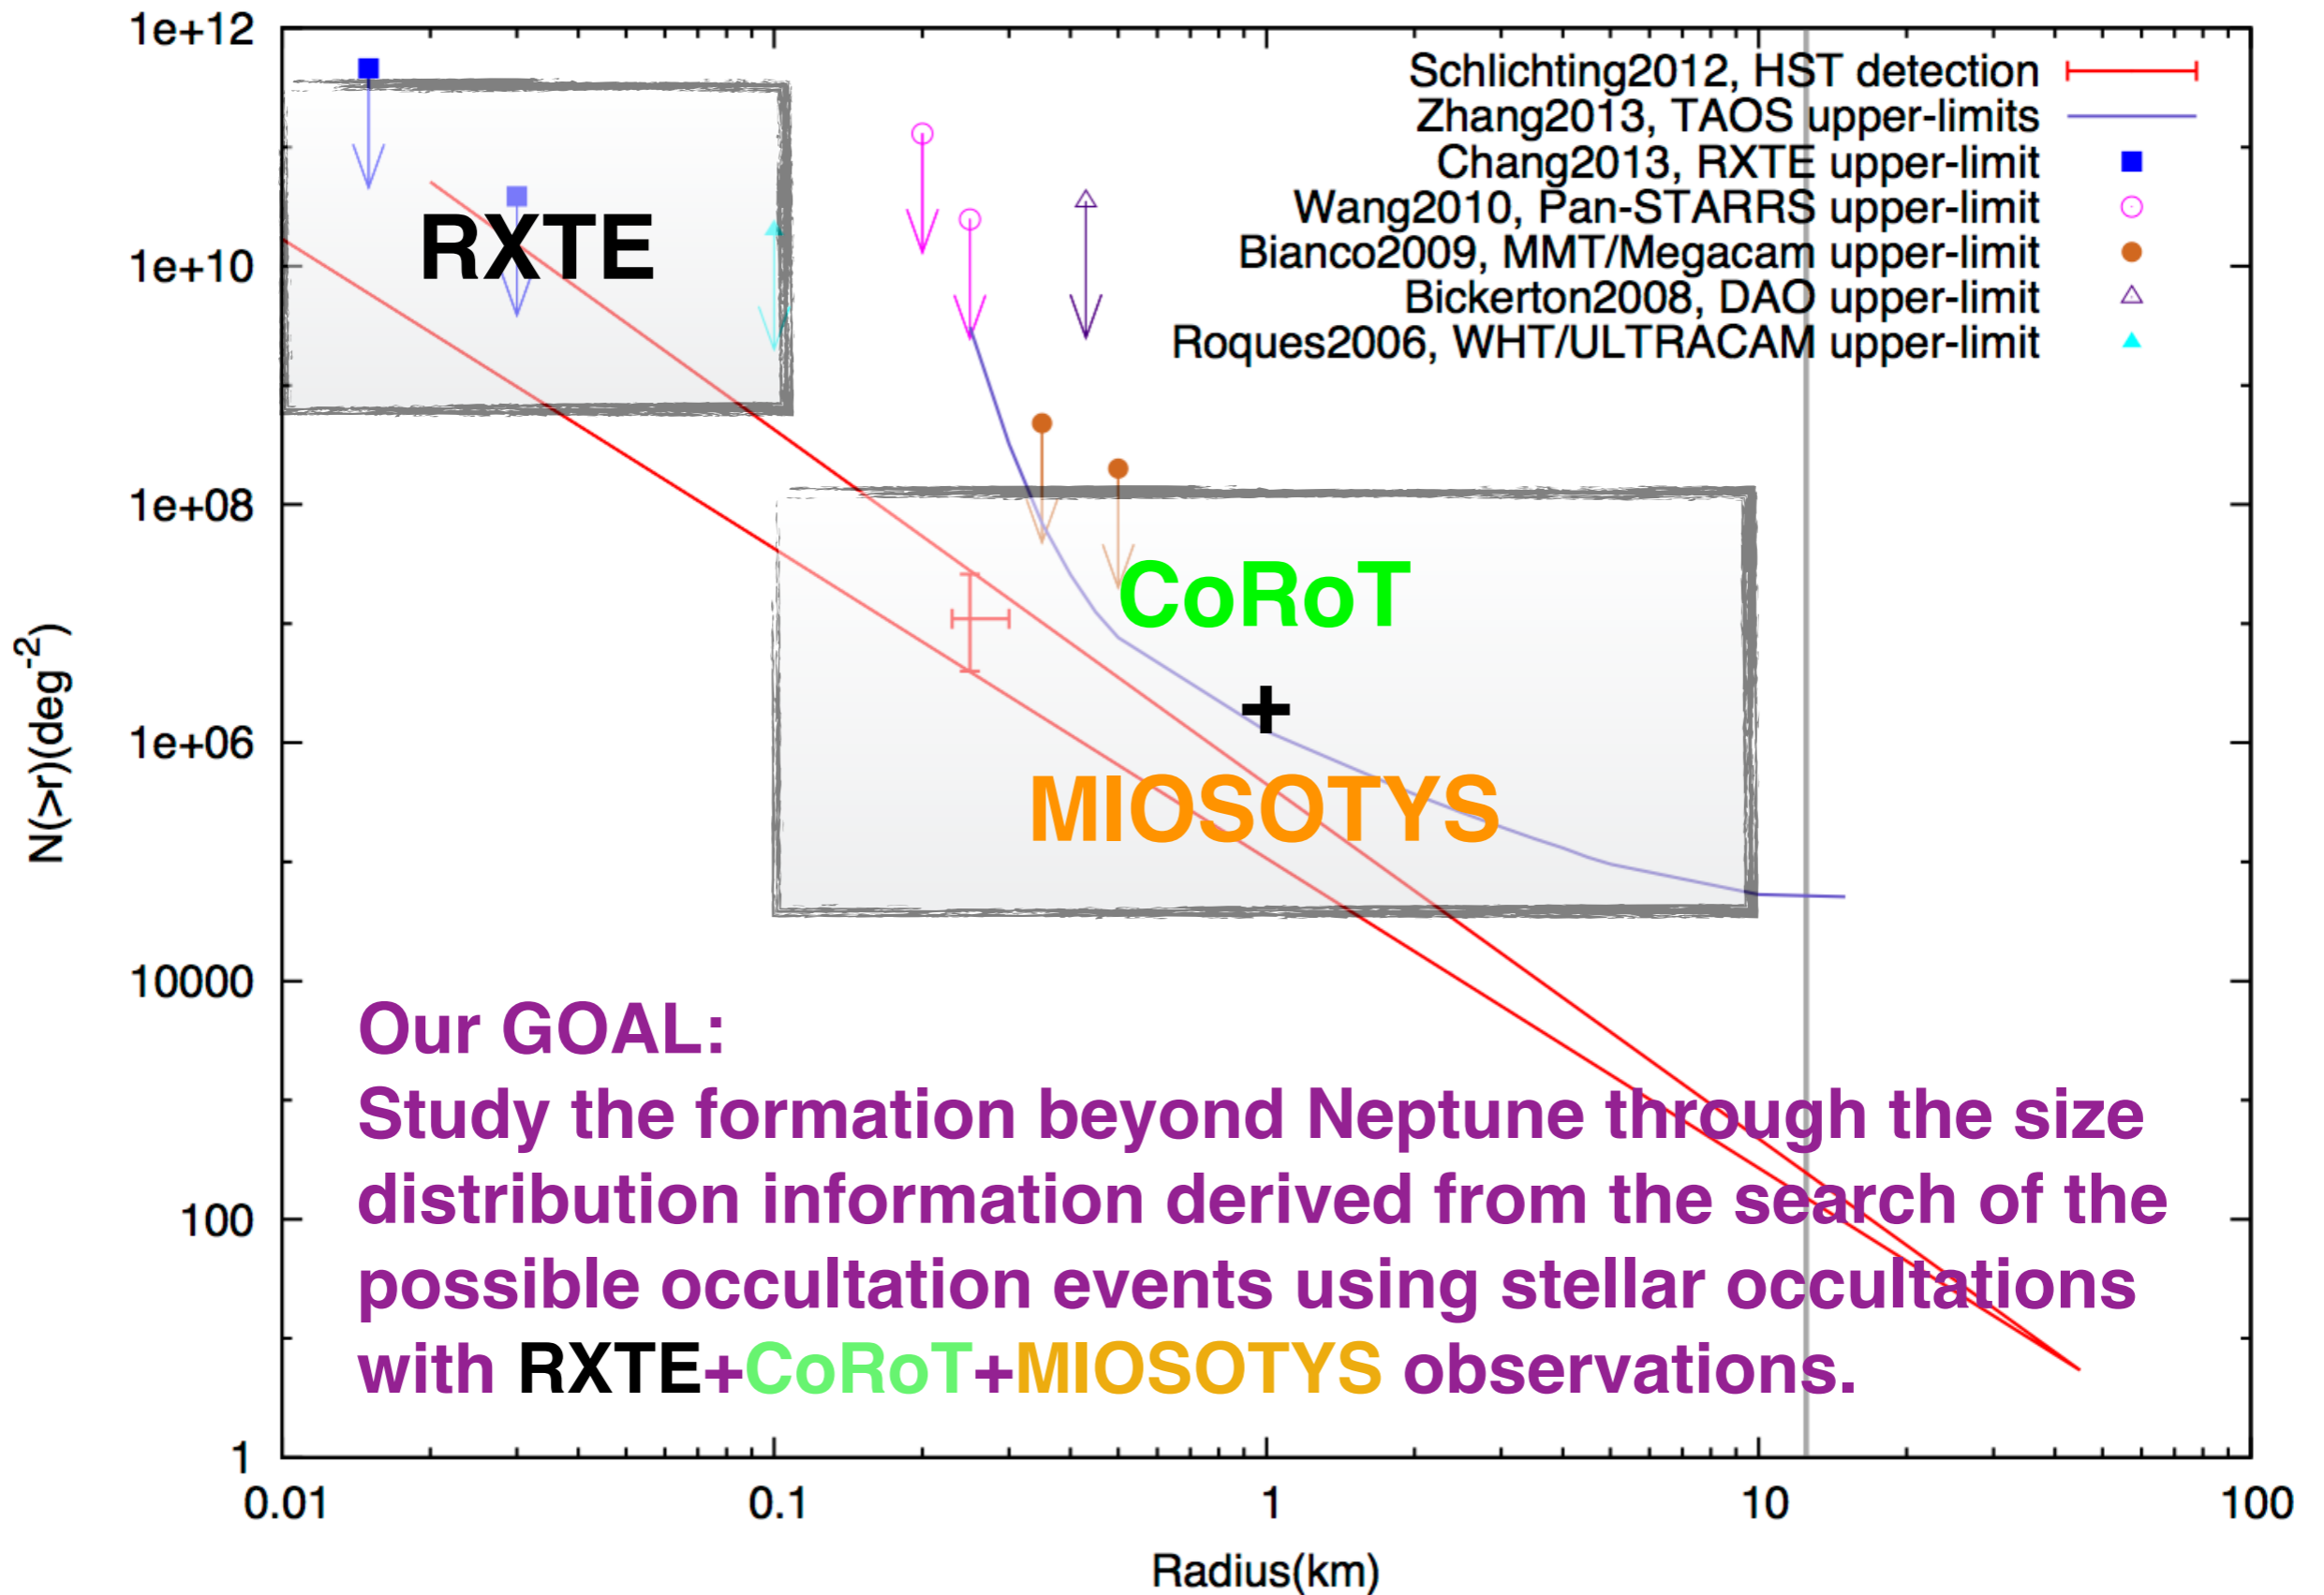 1e+12
1e+10
1e+08
1e+06
10000
100
1
N(>r)(deg⁻²)
Schlichting2012, HST detection
Zhang2013, TAOS upper-limits
Chang2013, RXTE upper-limit
Wang2010, Pan-STARRS upper-limit
Bianco2009, MMT/Megacam upper-limit
Bickerton2008, DAO upper-limit
Roques2006, WHT/ULTRACAM upper-limit
RXTE
CoRoT
+
MIOSOTYS
Our GOAL:
Study the formation beyond Neptune through the size
distribution information derived from the search of the
possible occultation events using stellar occultations
with RXTE+CoRoT+MIOSOTYS observations.
0.01 0.1 1 10 100
Radius(km)